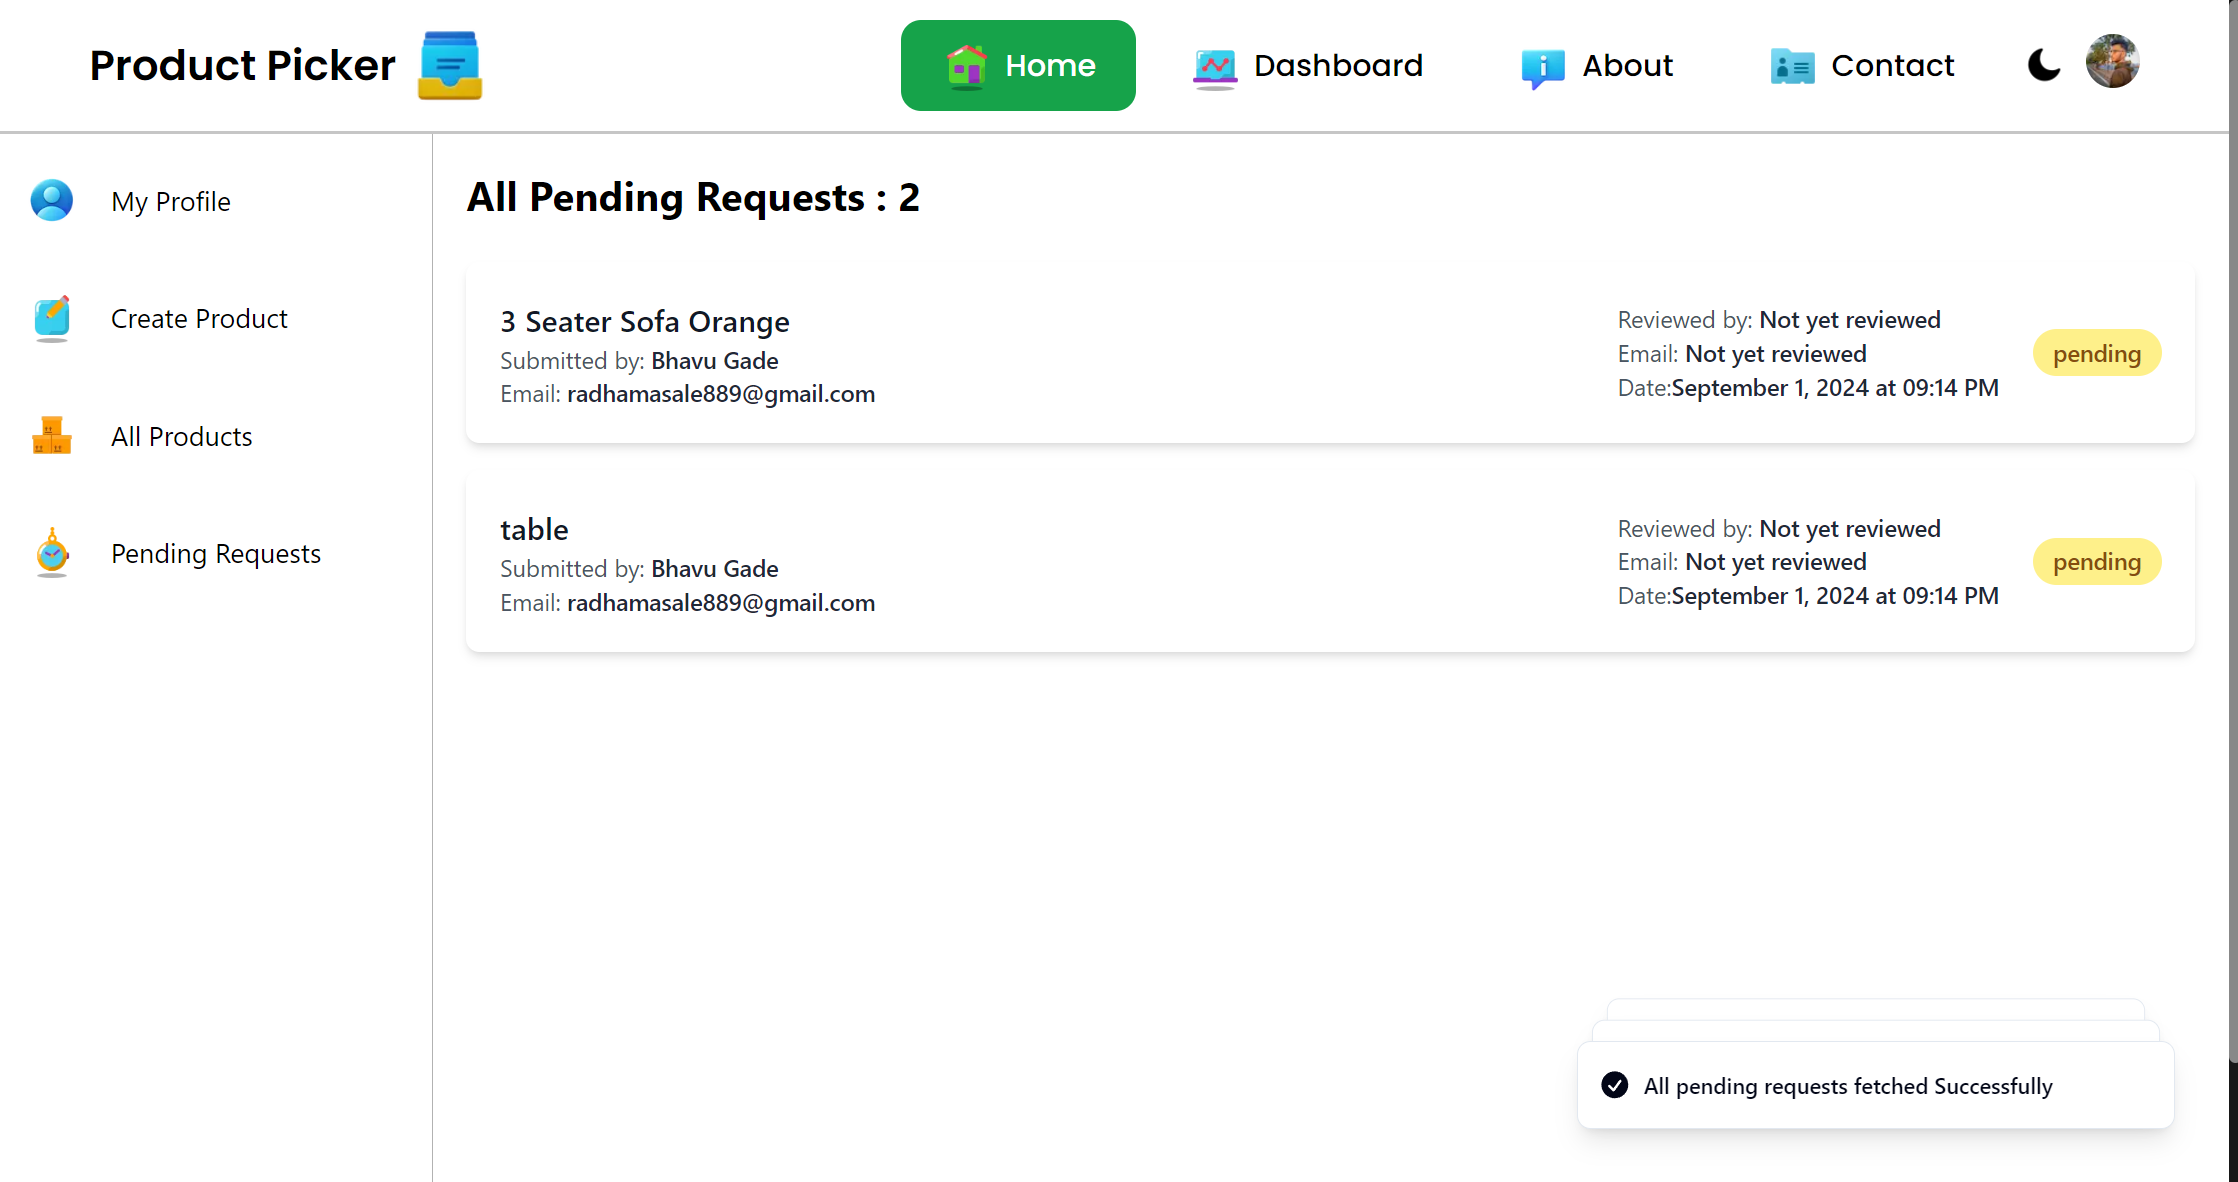 Product Picker
Home
Dashboard
About
Contact
My Profile
Create Product
All Products
Pending Requests
All Pending Requests : 2
3 Seater Sofa Orange
Submitted by: Bhavu Gade
Email: radhamasale889@gmail.com
Reviewed by: Not yet reviewed
Email: Not yet reviewed
Date:September 1, 2024 at 09:14 PM
pending
table
Submitted by: Bhavu Gade
Email: radhamasale889@gmail.com
Reviewed by: Not yet reviewed
Email: Not yet reviewed
Date:September 1, 2024 at 09:14 PM
pending
All pending requests fetched Successfully